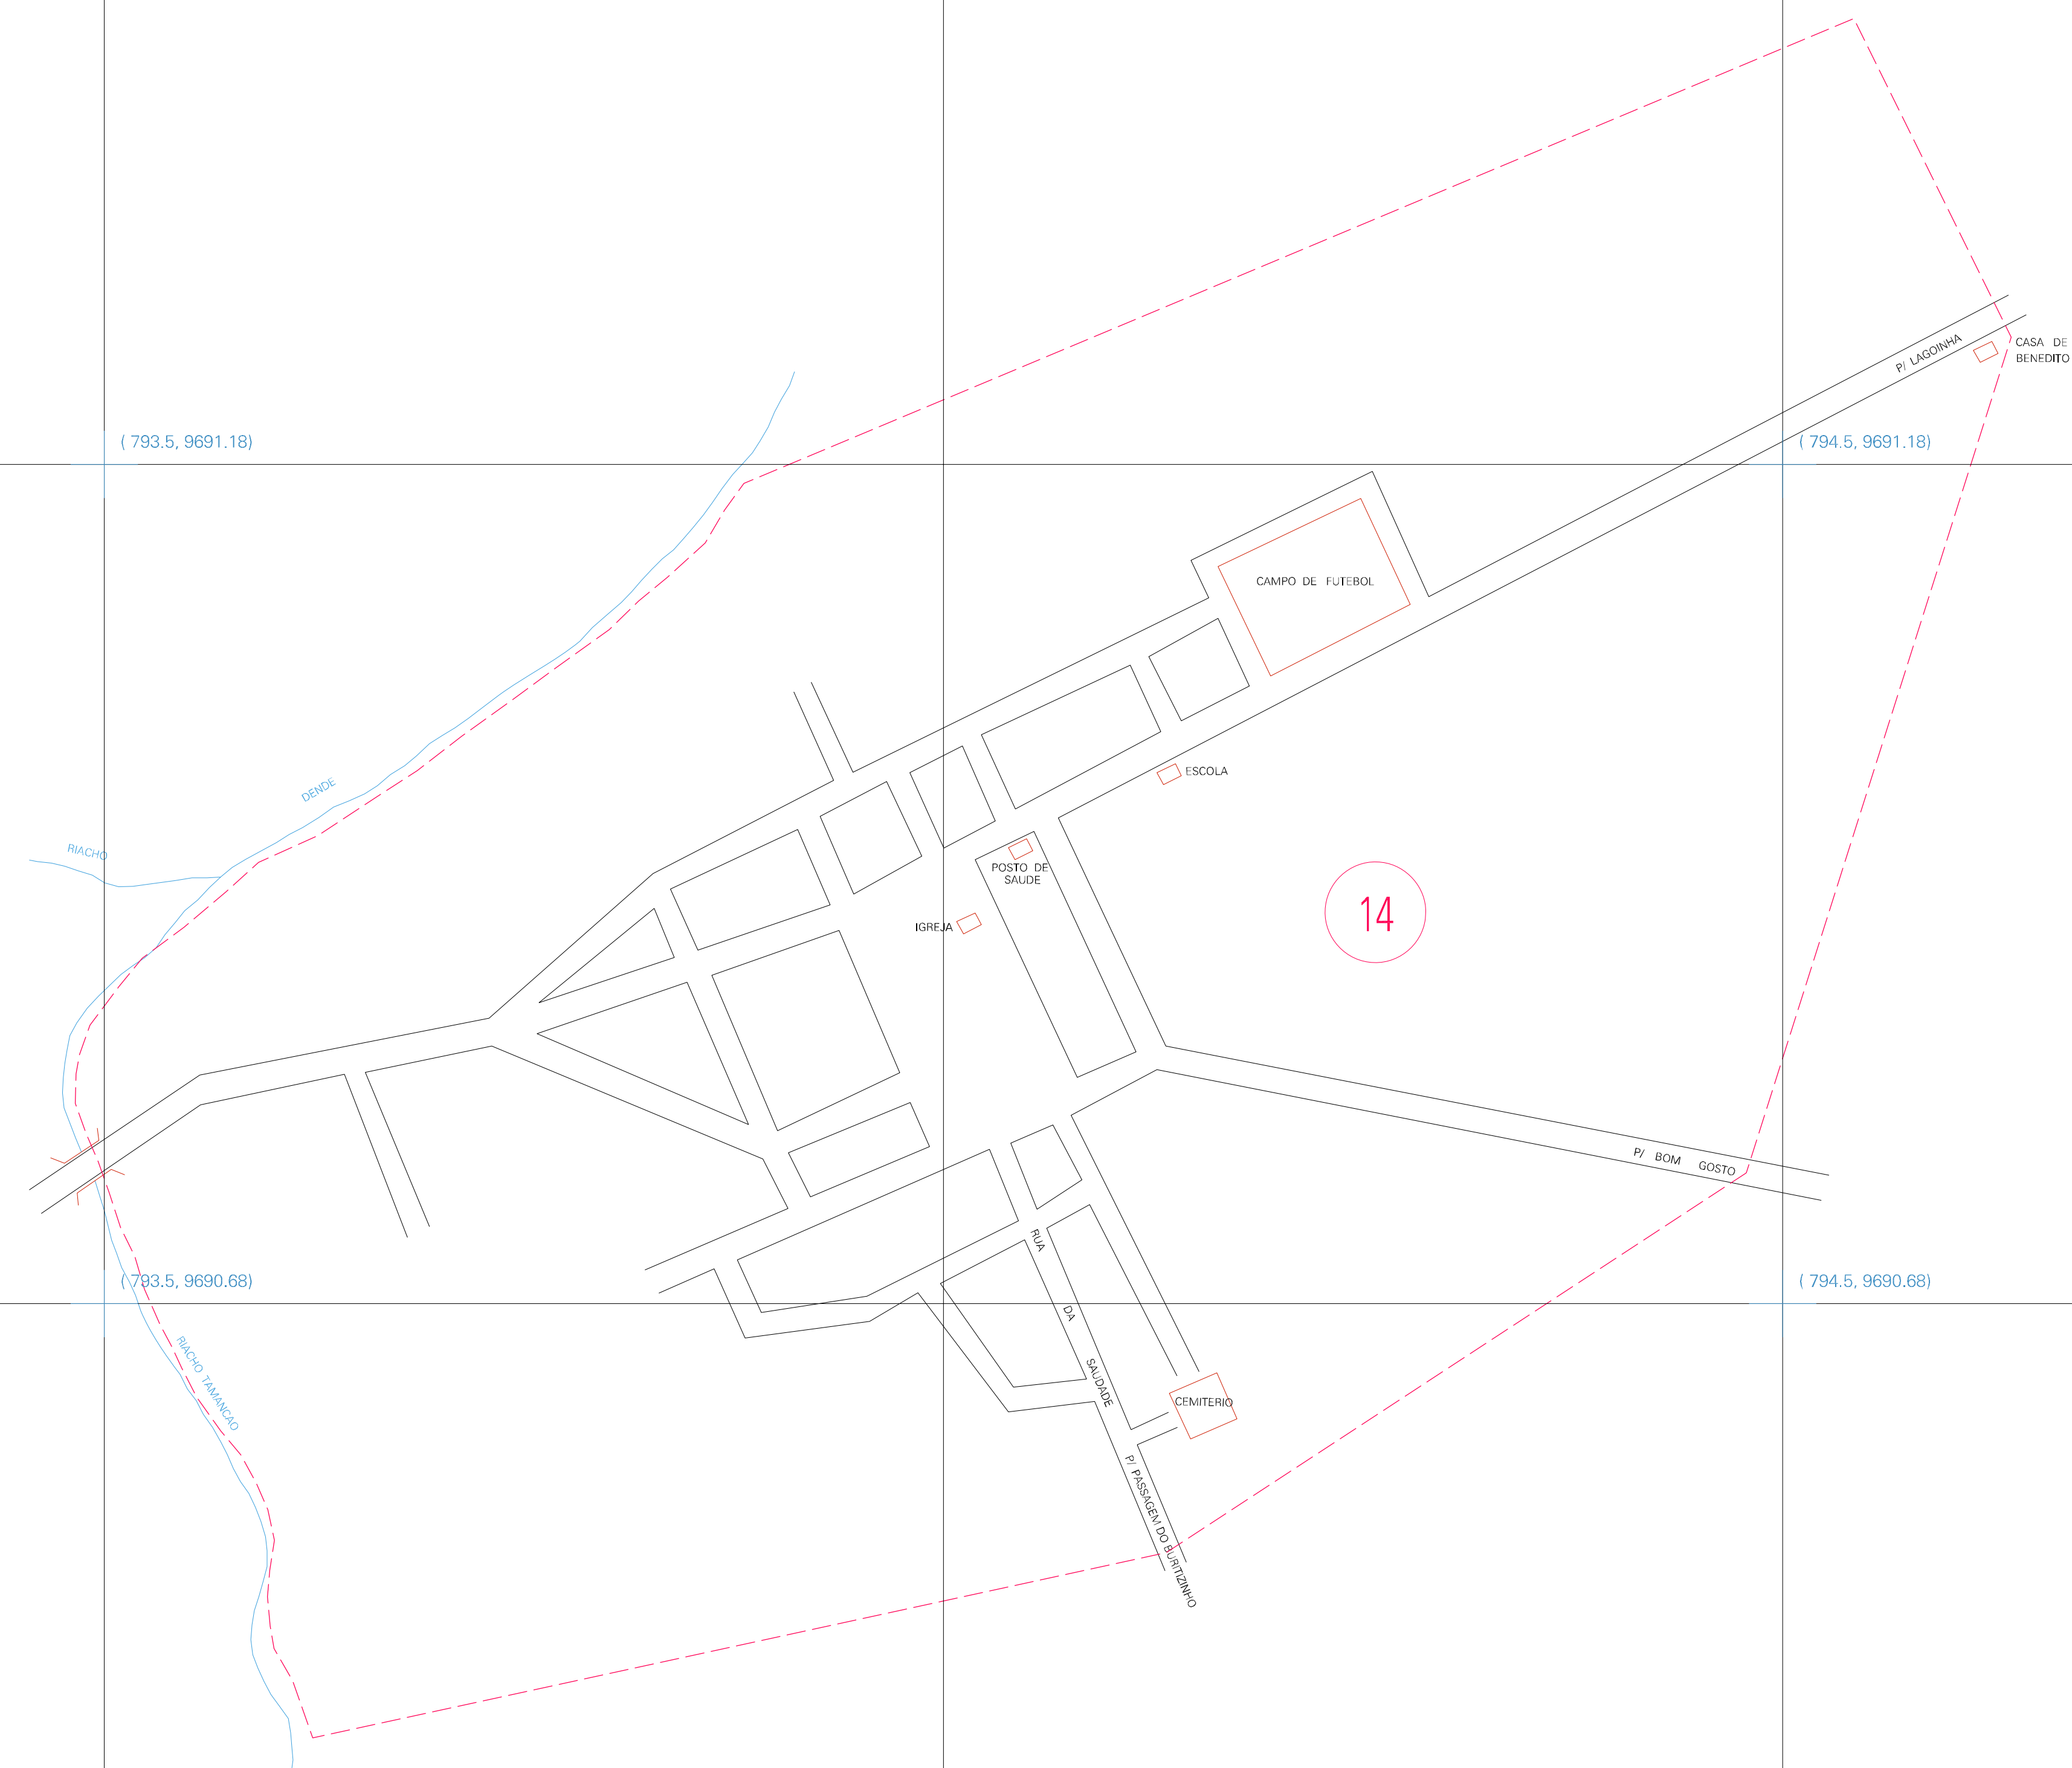 P/ LAGOINHA
CASA DE
BENEDITO
( 793.5, 9691.18)
( 794.5, 9691.18)
CAMPO DE FUTEBOL
ESCOLA
DENDE
RIACHO
POSTO DE
SAUDE
IGREJA
14
P/ BOM GOSTO
RUA DA SAUDADE
( 793.5, 9690.68)
( 794.5, 9690.68)
RIACHO TAMANCAO
CEMITERIO
P/ PASSAGEM DO BURITIZINHO